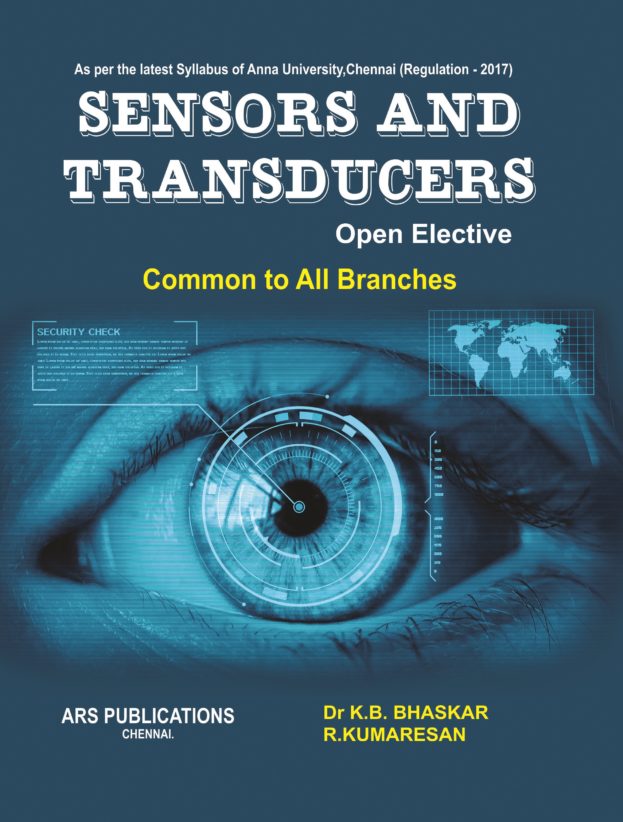 As per the latest Syllabus of Anna University,Chennai (Regulation - 2017)
SENSORS AND
TRANSDUCERS
Open Elective
Common to All Branches
SECURITY CHECK
ARS PUBLICATIONS
CHENNAI.
Dr K.B. BHASKAR
R.KUMARESAN